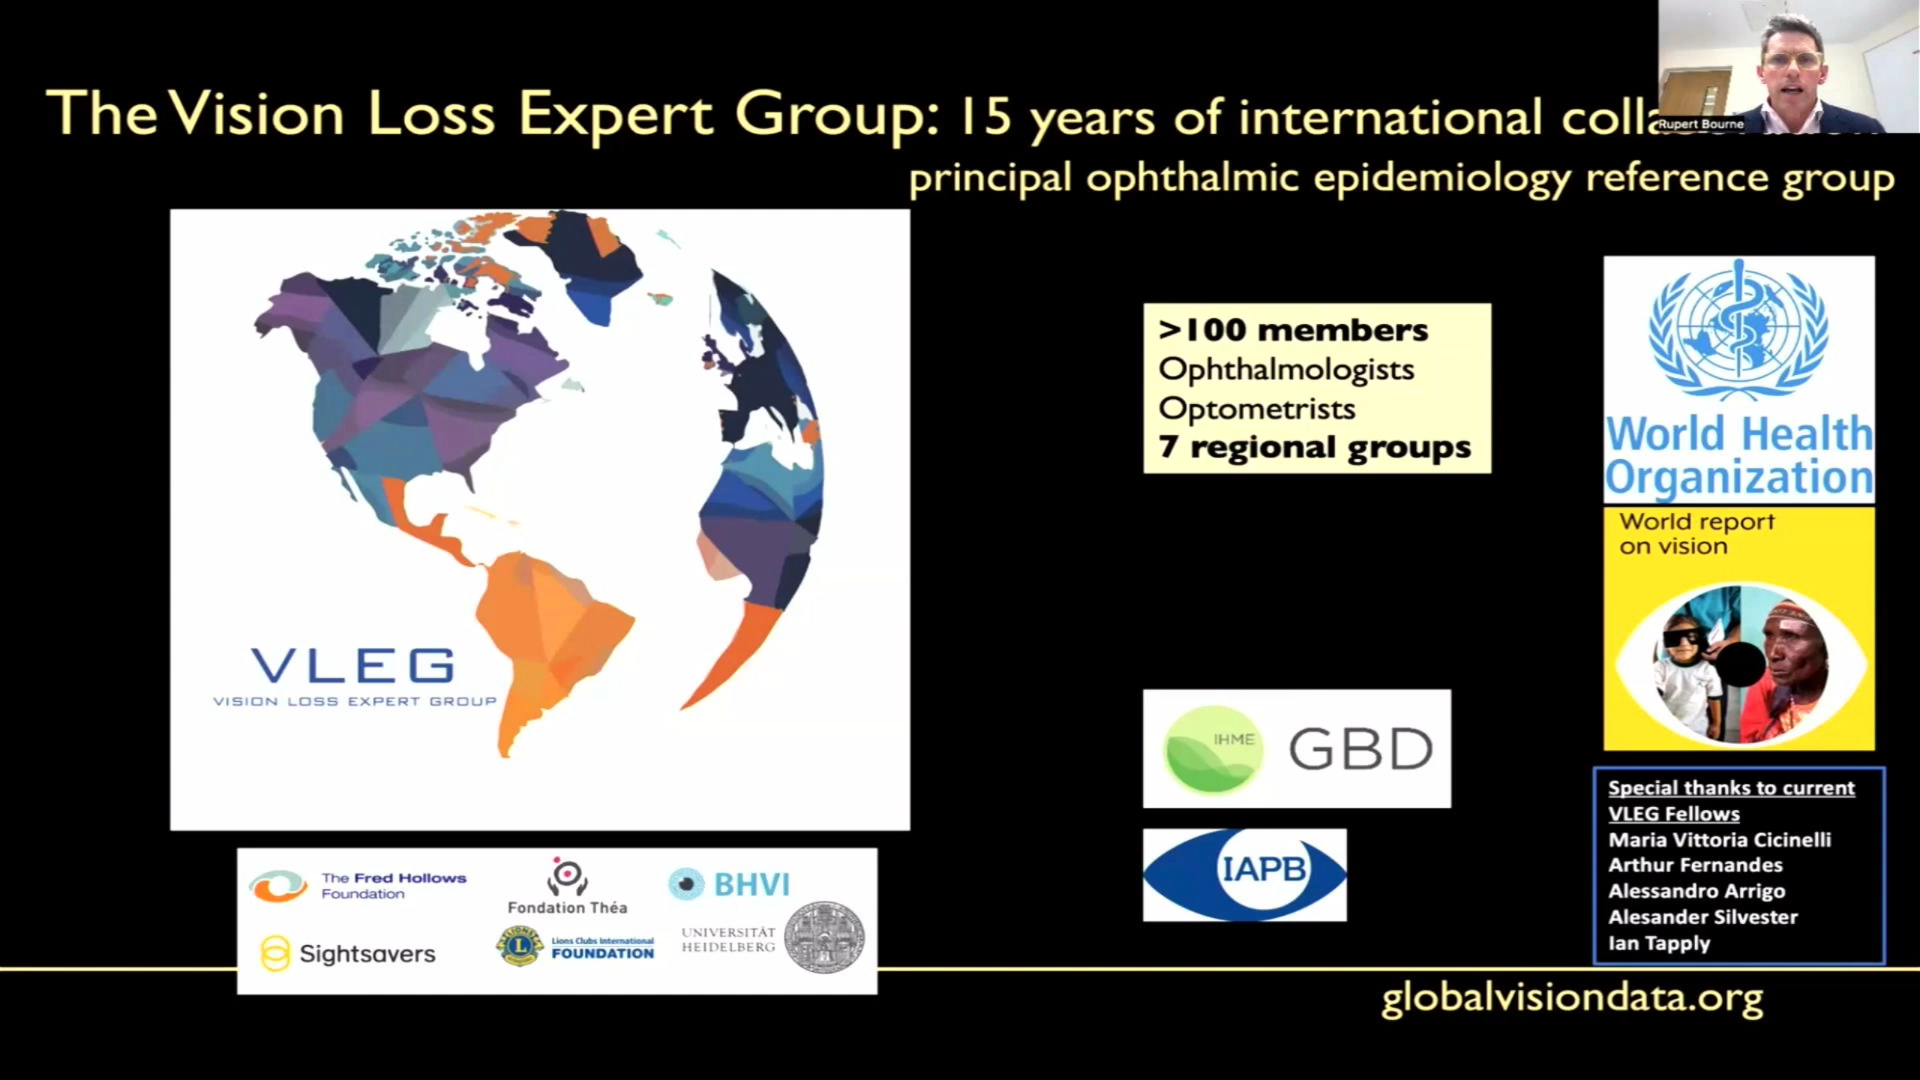 The Vision Loss Expert Group: 15 years of international
principal ophthalmic epidemiology reference group
Rupert Bourne
VLEG
VISION LOSS EXPERT GROUP
>100 members
Ophthalmologists
Optometrists
7 regional groups
World Health
Organization
World report
on vision
IHME
GBD
IAPB
Special thanks to current
VLEG Fellows
Maria Vittoria Cicinelli
Arthur Fernandes
Alessandro Arrigo
Alesander Silvester
Ian Tapply
The Fred Hollows
Foundation
Fondation Théa
BHVI
Sightsavers
LIONS
L
Lions Clubs International
FOUNDATION
UNIVERSITÄT
HEIDELBERG
globalvisiondata.org